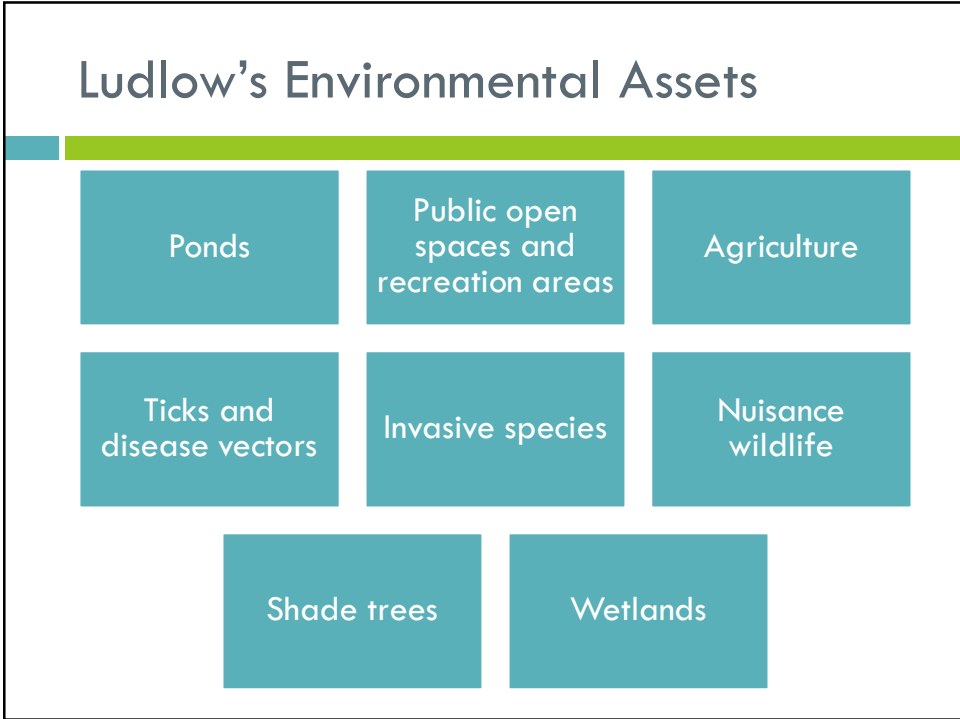 Ludlow’s Environmental Assets
Ponds
Public open
spaces and
recreation areas
Agriculture
Ticks and
disease vectors
Invasive species
Nuisance
wildlife
Shade trees
Wetlands